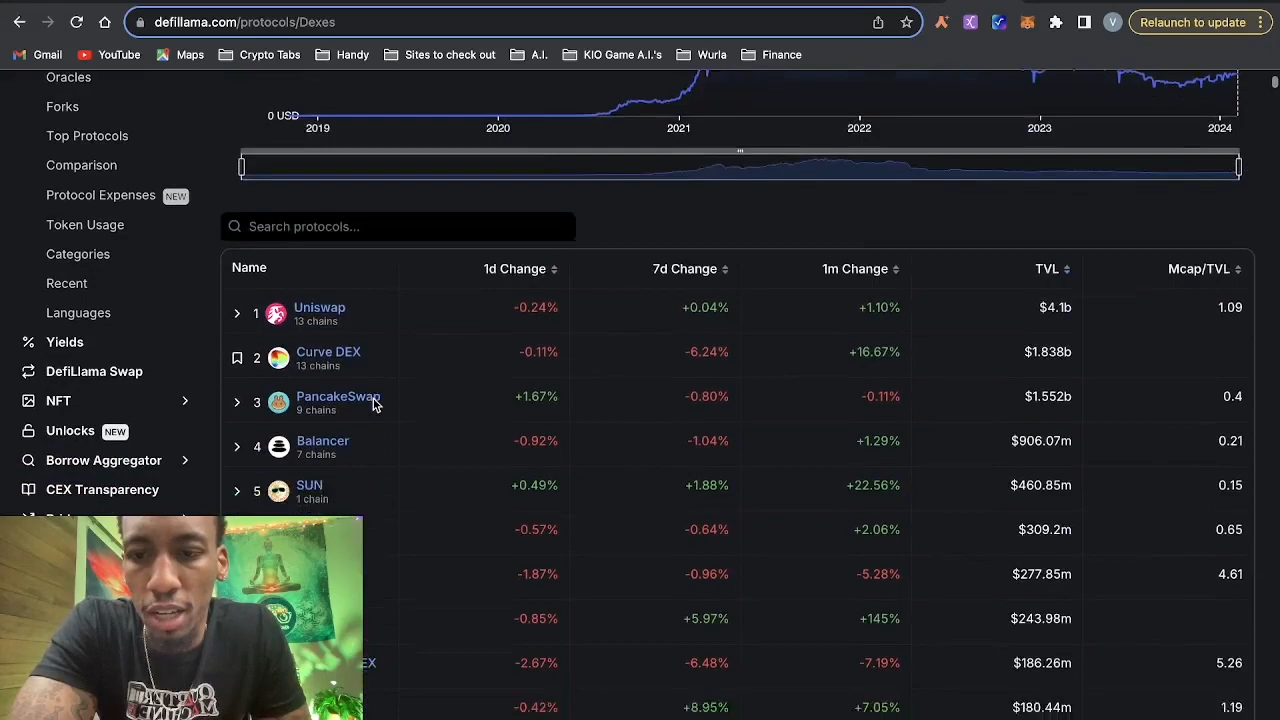 defillama.com/protocols/Dexes
V
Relaunch to update
Gmail
YouTube
Maps
Crypto Tabs
Handy
Sites to check out
A.I.
KIO Game A.I.'s
Wurla
Finance
Oracles
Forks
Top Protocols
Comparison
Protocol Expenses NEW
Token Usage
Categories
Recent
Languages
Yields
DefiLlama Swap
NFT
Unlocks NEW
Borrow Aggregator
CEX Transparency
0 USD
2019 2020 2021 2022 2023 2024
Search protocols...
Name 1d Change 7d Change 1m Change TVL Mcap/TVL
1 Uniswap -0.24% +0.04% +1.10% $4.1b 1.09
13 chains
2 Curve DEX -0.11% -6.24% +16.67% $1.838b
13 chains
3 PancakeSwap +1.67% -0.80% -0.11% $1.552b 0.4
9 chains
4 Balancer -0.92% -1.04% +1.29% $906.07m 0.21
7 chains
5 SUN +0.49% +1.88% +22.56% $460.85m 0.15
1 chain
-0.57% -0.64% +2.06% $309.2m 0.65
-1.87% -0.96% -5.28% $277.85m 4.61
-0.85% +5.97% +145% $243.98m
EX -2.67% -6.48% -7.19% $186.26m 5.26
-0.42% +8.95% +7.05% $180.44m 1.19